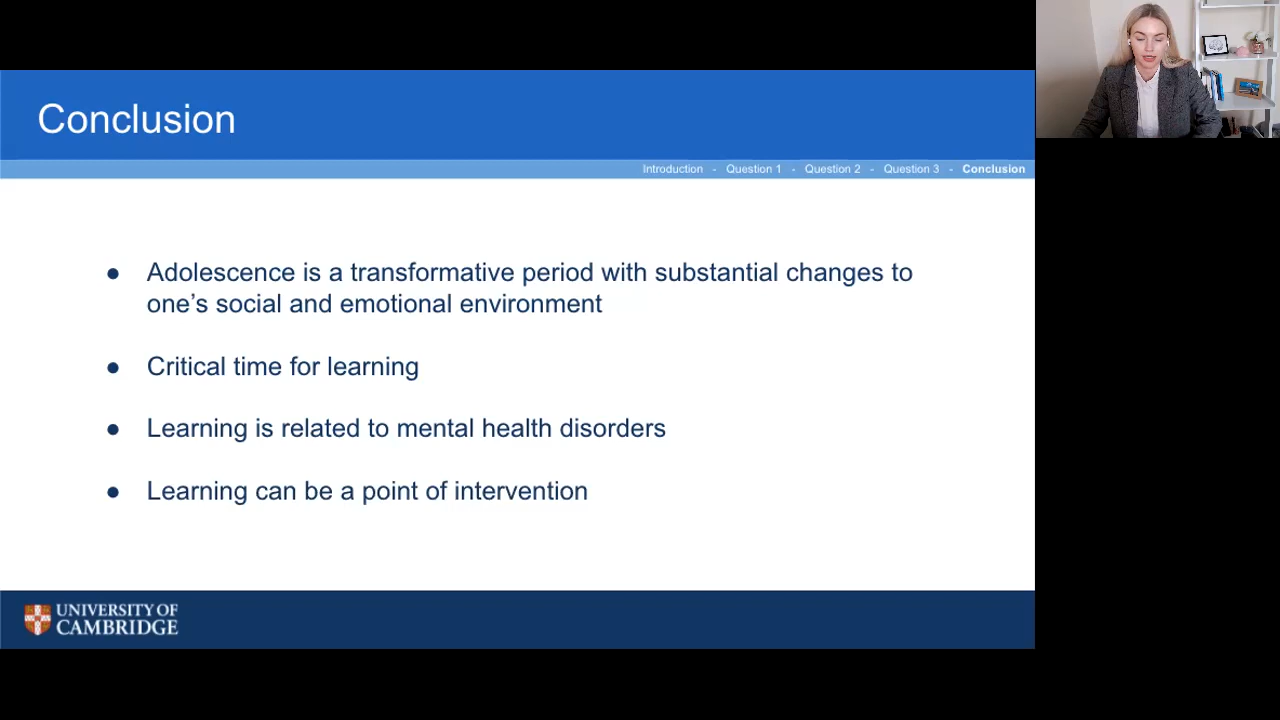 Conclusion
Introduction - Question 1 - Question 2 - Question 3 - Conclusion
● Adolescence is a transformative period with substantial changes to
one’s social and emotional environment
● Critical time for learning
● Learning is related to mental health disorders
● Learning can be a point of intervention
UNIVERSITY OF
CAMBRIDGE